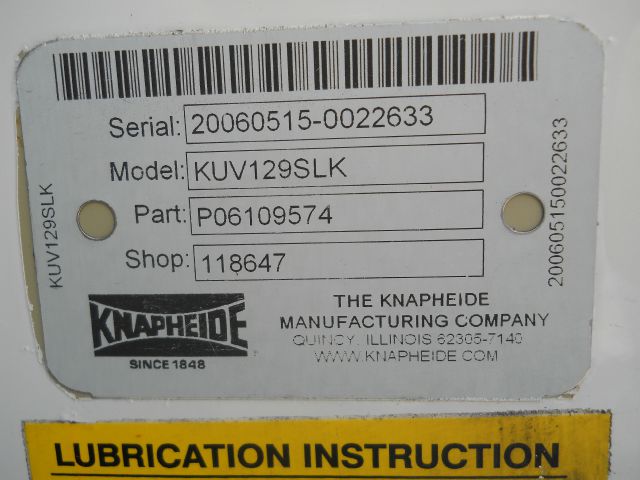 Serial: 20060515-0022633
Model: KUV129SLK
Part: P06109574
Shop: 118647
KUV129SLK
200605150022633
KNAPHEIDE
SINCE 1848
THE KNAPHEIDE
MANUFACTURING COMPANY
QUINCY, ILLINOIS 62305-7140
WWW.KNAPHEIDE.COM
LUBRICATION INSTRUCTION